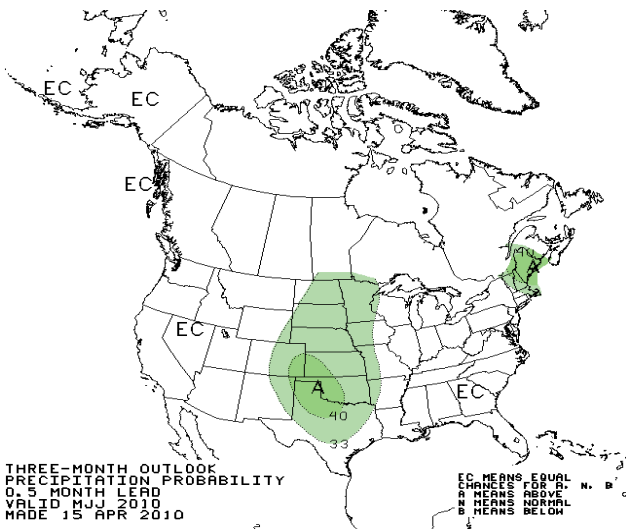 EC
EC
EC
40
A
EC
A
EC
40
33
THREE-MONTH OUTLOOK
PRECIPITATION PROBABILITY
0.5 MONTH LEAD
VALID MJJ 2010
MADE 15 APR 2010
EC MEANS EQUAL
CHANCES FOR A, N, B
A MEANS ABOVE
N MEANS NORMAL
B MEANS BELOW